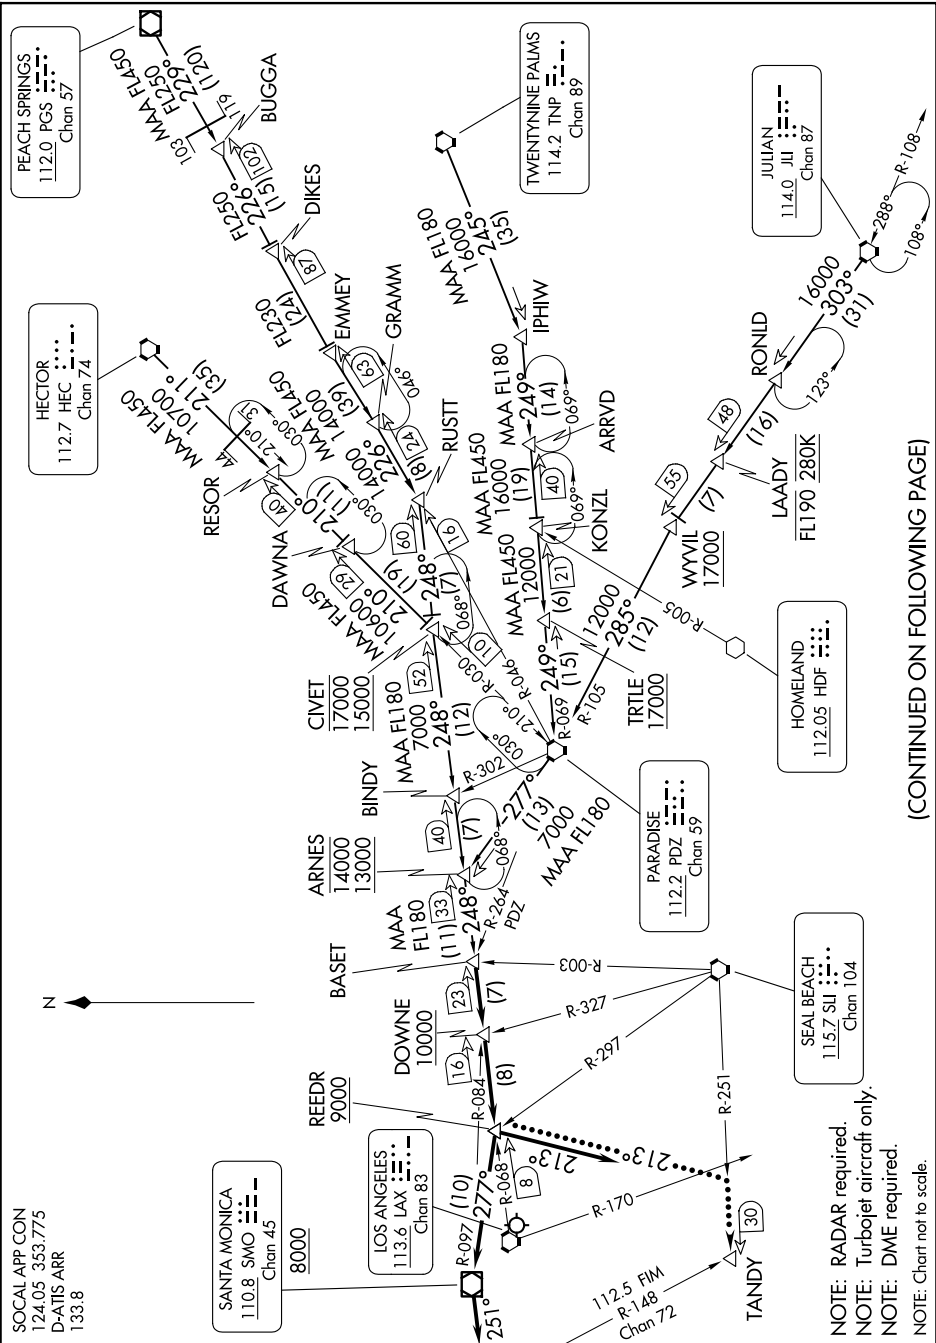 SOCAL APP CON
124.05 353.775
D-ATIS ARR
133.8
N
PEACH SPRINGS
112.0 PGS
Chan 57
HECTOR
112.7 HEC
Chan 74
TWENTYNINE PALMS
114.2 TNP
Chan 89
JULIAN
114.0 JLI
Chan 87
HOMELAND
112.05 HDF
PARADISE
112.2 PDZ
Chan 59
SEAL BEACH
115.7 SLI
Chan 104
LOS ANGELES
113.6 LAX
Chan 83
SANTA MONICA
110.8 SMO
Chan 45
8000
MAA FL450
FL250
229°
(120)
103
119
BUGGA
102
FL250
226°
(15)
DIKES
87
FL230
(24)
EMMEY
63
046°
MAA FL450
14000
(39)
GRAMM
24
14000
226°
(8)
RUSTT
60
16
MAA FL450
10700
211°
(35)
44
31
RESOR
210°
030°
40
210°
(11)
DAWNA
030°
29
MAA FL450
10600
210°
(19)
248°
(7)
068°
CIVET
17000
15000
52
10
R-030
R-046
MAA FL180
7000
248°
(12)
BINDY
40
(7)
210°
030°
R-302
ARNES
14000
13000
33
068°
277°
(13)
7000
MAA FL180
MAA
FL180
(11)
248°
R-264
PDZ
BASET
23
(7)
DOWNE
10000
16
(8)
R-084
REEDR
9000
8
R-068
R-097
277°
(10)
251°
213°
213°
R-003
R-327
R-297
R-251
R-170
30
TANDY
112.5 FIM
R-148
Chan 72
MAA FL180
16000
245°
(35)
IPHIW
MAA FL180
249°
(14)
069°
ARRVD
40
MAA FL450
16000
(19)
069°
KONZL
21
MAA FL450
12000
(6)
TRTLE
17000
249°
(15)
R-069
R-105
R-005
12000
285°
(12)
WYVIL
17000
55
(7)
LAADY
FL190 280K
48
(16)
RONLD
123°
16000
303°
(31)
288°
108°
R-108
NOTE: RADAR required.
NOTE: Turbojet aircraft only.
NOTE: DME required.
NOTE: Chart not to scale.
(CONTINUED ON FOLLOWING PAGE)